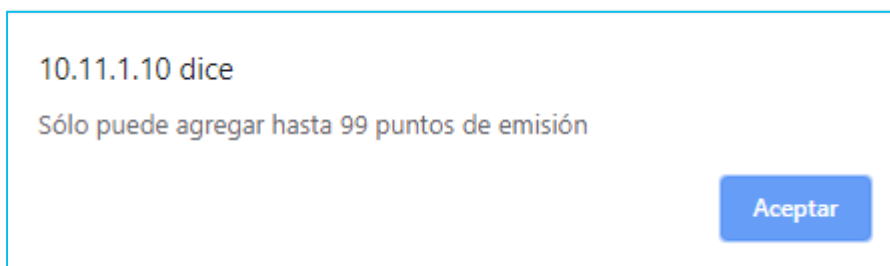 10.11.1.10 dice
Sólo puede agregar hasta 99 puntos de emisión
Aceptar